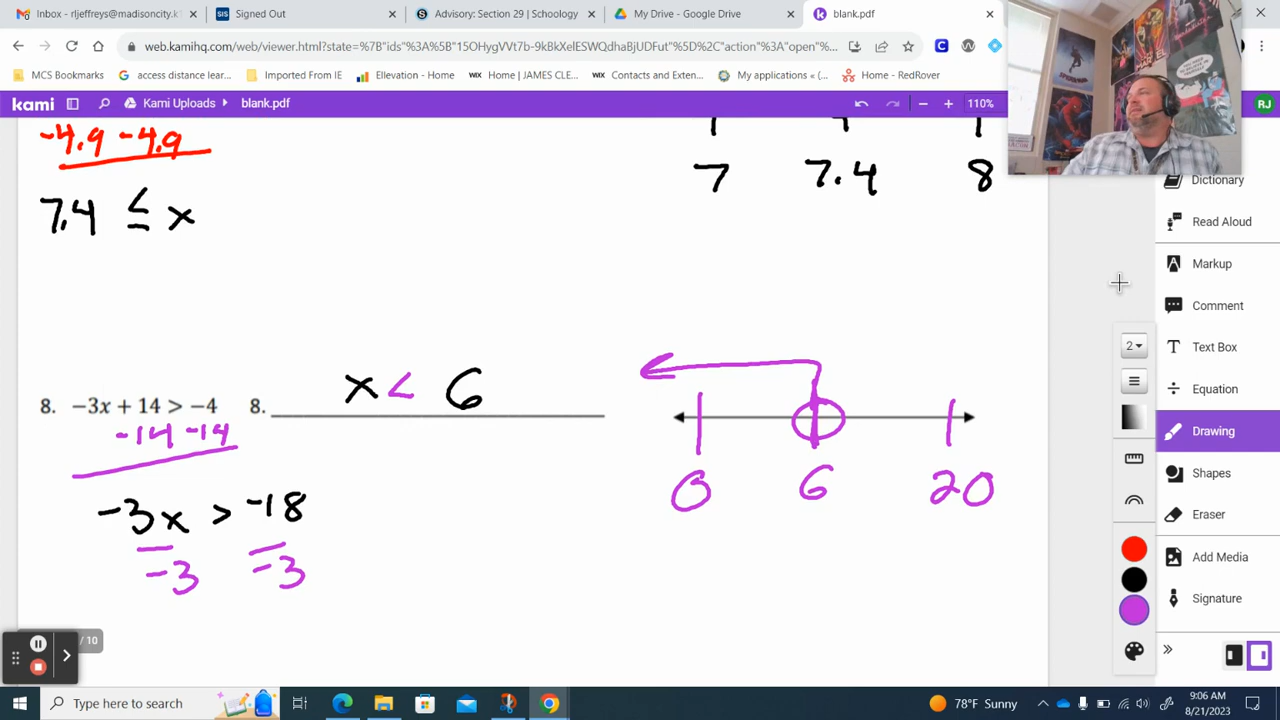 Inbox - rljeffreys@madisoncity.k
Signed Out
Advisory: Section 29 | Schoology
My Drive - Google Drive
blank.pdf
web.kamihq.com/web/viewer.html?state=%7B"ids"%3A%5B"15OHygVVt7b-9kBkXelESWQdhaBjUDFut"%5D%2C"action"%3A"open"...
MCS Bookmarks
access distance lear...
Imported From IE
Elevation - Home
WIX Home | JAMES CLE...
WIX Contacts and Exten...
My applications « (...
Home - RedRover
kami
Kami Uploads
blank.pdf
110%
RJ
-4.9 -4.9
7.4 ≤ x
7 7.4 8
Dictionary
Read Aloud
Markup
Comment
Text Box
Equation
Drawing
Shapes
Eraser
Add Media
Signature
2
8. −3x + 14 > −4 8. x < 6
-14 -14
-3x > -18
-3 -3
0 6 20
/ 10
Type here to search
78°F Sunny
9:06 AM
8/21/2023